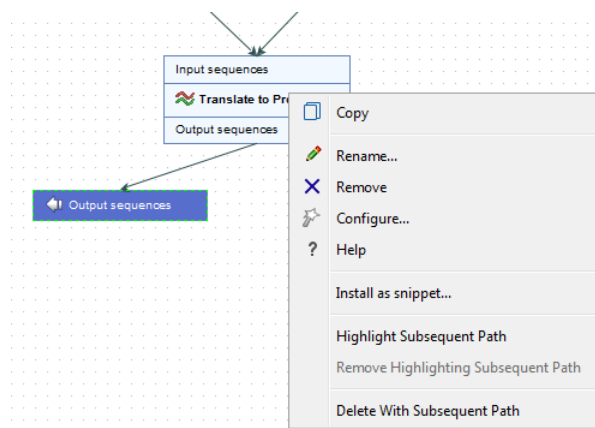 Input sequences
Translate to Pr
Output sequences
Output sequences
Copy
Rename...
Remove
Configure...
? Help
Install as snippet...
Highlight Subsequent Path
Remove Highlighting Subsequent Path
Delete With Subsequent Path